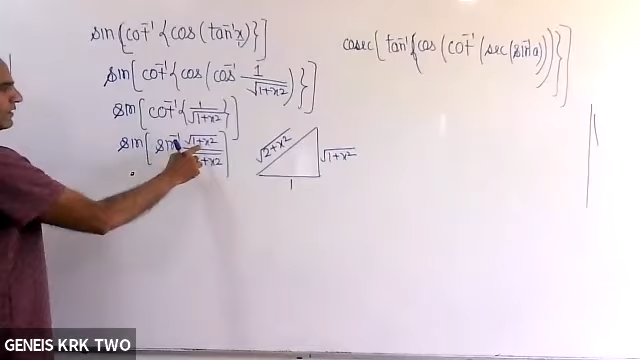 sin{cot⁻¹{cos(tan⁻¹x)}]
sin[cot⁻¹{cos(cos⁻¹ 1/√1+x²)}]
sin[cot⁻¹{1/√1+x²}]
sin[sin⁻¹ √1+x²
√2+x²
√1+x²
1
cosec[tan⁻¹{cos(cot⁻¹(sec(sin⁻¹a)))}]
GENEIS KRK TWO